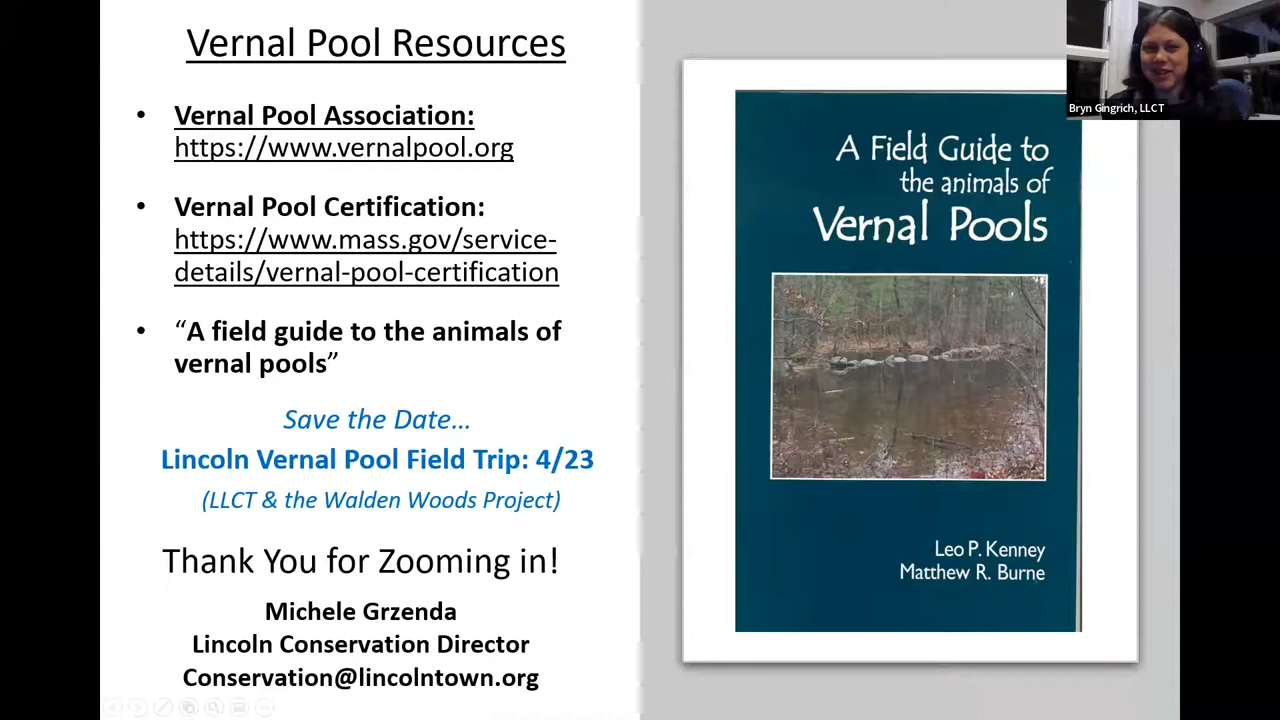 Vernal Pool Resources
• Vernal Pool Association:
https://www.vernalpool.org
• Vernal Pool Certification:
https://www.mass.gov/service-
details/vernal-pool-certification
• “A field guide to the animals of
vernal pools”
Save the Date…
Lincoln Vernal Pool Field Trip: 4/23
(LLCT & the Walden Woods Project)
Thank You for Zooming in!
Michele Grzenda
Lincoln Conservation Director
Conservation@lincolntown.org
A Field Guide to
the animals of
Vernal Pools
Leo P. Kenney
Matthew R. Burne
Bryn Gingrich, LLCT